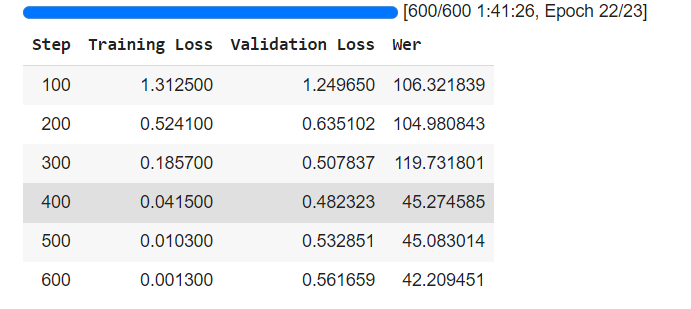 [600/600 1:41:26, Epoch 22/23]
Step Training Loss Validation Loss Wer
100 1.312500 1.249650 106.321839
200 0.524100 0.635102 104.980843
300 0.185700 0.507837 119.731801
400 0.041500 0.482323 45.274585
500 0.010300 0.532851 45.083014
600 0.001300 0.561659 42.209451